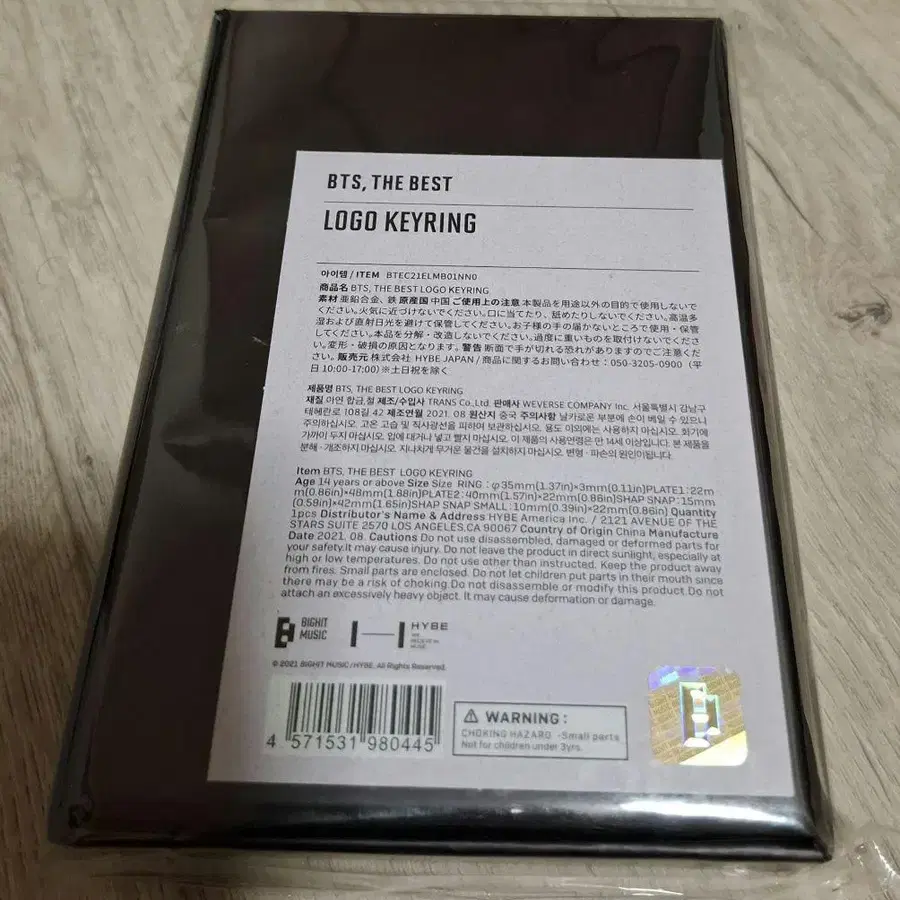 BTS, THE BEST
LOGO KEYRING
아이템 / ITEM BTEC21ELMB01NN0
商品名 BTS, THE BEST LOGO KEYRING
素材 亜鉛合金、鉄 原産国 中国 ご使用上の注意 本製品を用途以外の目的で使用しないで
ください。火気に近づけないでください。口に当てたり、舐めたりしないでください。高温多
湿および直射日光を避けて保管してください。お子様の手の届かないところで使用・保管
してください。本品を分解・改造しないでください。過度に重いものを取付けないでくださ
い。変形・破損の原因となります。警告 断面で手が切れる恐れがありますのでご注意くだ
さい。販売元 株式会社 HYBE JAPAN / 商品に関するお問い合わせ：050-3205-0900 （平
日 10:00-17:00）※土日祝を除く
제품명 BTS, THE BEST LOGO KEYRING
재질 아연 합금, 철 제조/수입사 TRANS Co., Ltd. 판매사 WEVERSE COMPANY Inc. 서울특별시 강남구
테헤란로 108길 42 제조연월 2021. 08 원산지 중국 주의사항 날카로운 부분에 손이 베일 수 있으니
주의하십시오. 고온 고습 및 직사광선을 피하여 보관하십시오. 용도 이외에는 사용하지 마십시오. 화기에
가까이 두지 마십시오. 입에 대거나 넣고 빨지 마십시오. 이 제품의 사용연령은 만 14세 이상입니다. 본 제품을
분해·개조하지 마십시오. 지나치게 무거운 물건을 설치하지 마십시오. 변형·파손의 원인이됩니다.
Item BTS, THE BEST LOGO KEYRING
Age 14 years or above Size Size RING : φ35mm(1.37in)×3mm(0.11in)PLATE1:22m
m(0.86in)×48mm(1.88in)PLATE2:40mm(1.57in)×22mm(0.86in)SHAP SNAP:15mm
(0.59in)×42mm(1.65in)SHAP SNAP SMALL:10mm(0.39in)×22mm(0.86in) Quantity
1pcs Distributor's Name & Address HYBE America Inc. / 2121 AVENUE OF THE
STARS SUITE 2570 LOS ANGELES,CA 90067 Country of Origin China Manufacture
Date 2021. 08. Cautions Do not use disassembled, damaged or deformed parts for
your safety.It may cause injury. Do not leave the product in direct sunlight, especially at
high or low temperatures. Do not use other than instructed. Keep the product away
from fires. Small parts are enclosed. Do not let children put parts in their mouth since
there may be a risk of choking.Do not disassemble or modify this product.Do not
attach an excessively heavy object. It may cause deformation or damage.
BIGHIT
MUSIC
HYBE
WE
BELIEVE IN
MUSIC
© 2021 BIGHIT MUSIC / HYBE. All Rights Reserved.
4 571531 980445
WARNING :
CHOKING HAZARD -Small parts
Not for children under 3yrs.